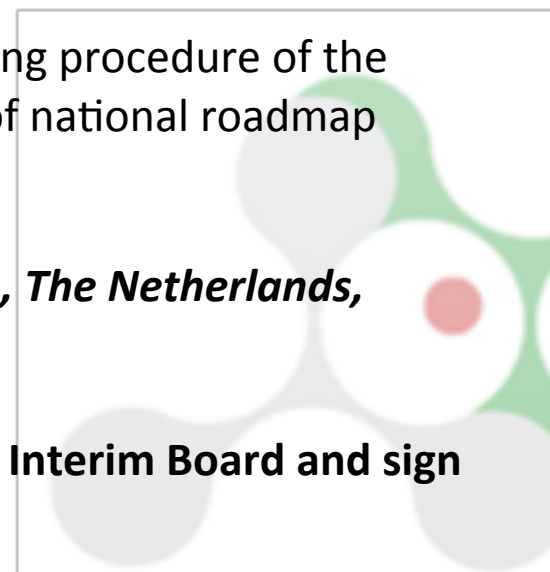 ng procedure of the
of national roadmap
, The Netherlands,
Interim Board and sign